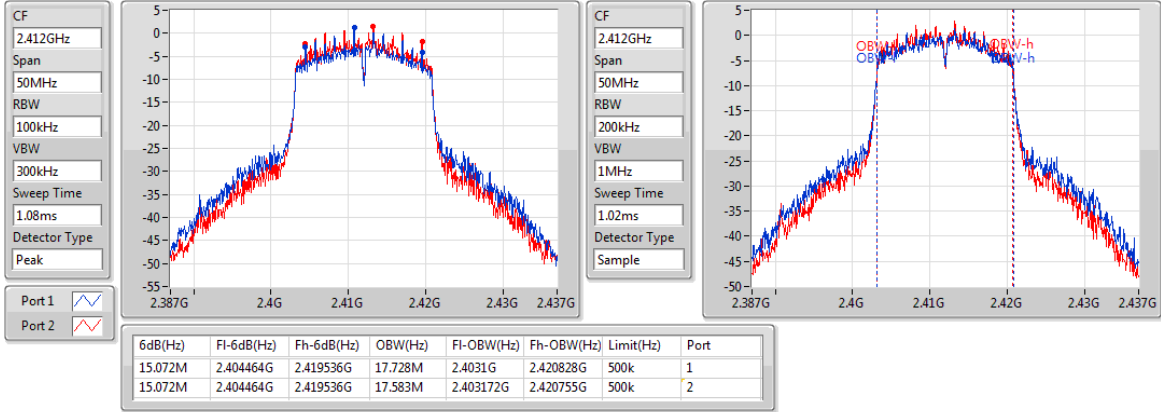 CF
2.412GHz
Span
50MHz
RBW
100kHz
VBW
300kHz
Sweep Time
1.08ms
Detector Type
Peak
Port 1
Port 2
5
0
-5
-10
-15
-20
-25
-30
-35
-40
-45
-50
-55
2.387G 2.4G 2.41G 2.42G 2.43G 2.437G
CF
2.412GHz
Span
50MHz
RBW
200kHz
VBW
1MHz
Sweep Time
1.02ms
Detector Type
Sample
5
0
-5
-10
-15
-20
-25
-30
-35
-40
-45
-50
OBW-h
OBW-h
2.387G 2.4G 2.41G 2.42G 2.43G 2.437G
6dB(Hz) Fl-6dB(Hz) Fh-6dB(Hz) OBW(Hz) Fl-OBW(Hz) Fh-OBW(Hz) Limit(Hz) Port
15.072M 2.404464G 2.419536G 17.728M 2.4031G 2.420828G 500k 1
15.072M 2.404464G 2.419536G 17.583M 2.403172G 2.420755G 500k 2